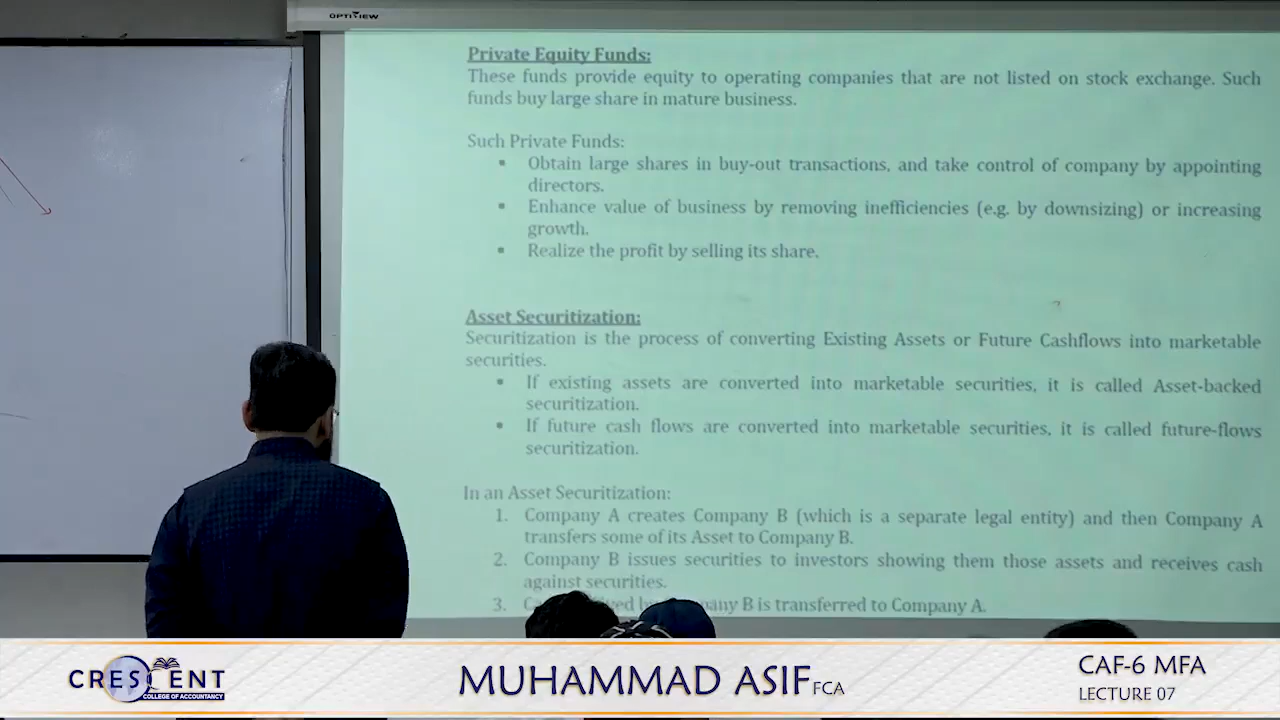 OPTIVIEW
Private Equity Funds:
These funds provide equity to operating companies that are not listed on stock exchange. Such
funds buy large share in mature business.
Such Private Funds:
▪ Obtain large shares in buy-out transactions, and take control of company by appointing
directors.
▪ Enhance value of business by removing inefficiencies (e.g. by downsizing) or increasing
growth.
▪ Realize the profit by selling its share.
Asset Securitization:
Securitization is the process of converting Existing Assets or Future Cashflows into marketable
securities.
• If existing assets are converted into marketable securities, it is called Asset-backed
securitization.
• If future cash flows are converted into marketable securities, it is called future-flows
securitization.
In an Asset Securitization:
1. Company A creates Company B (which is a separate legal entity) and then Company A
transfers some of its Asset to Company B.
2. Company B issues securities to investors showing them those assets and receives cash
against securities.
3. B is transferred to Company A.
CRESCENT
COLLEGE OF ACCOUNTANCY
MUHAMMAD ASIF FCA
CAF-6 MFA
LECTURE 07